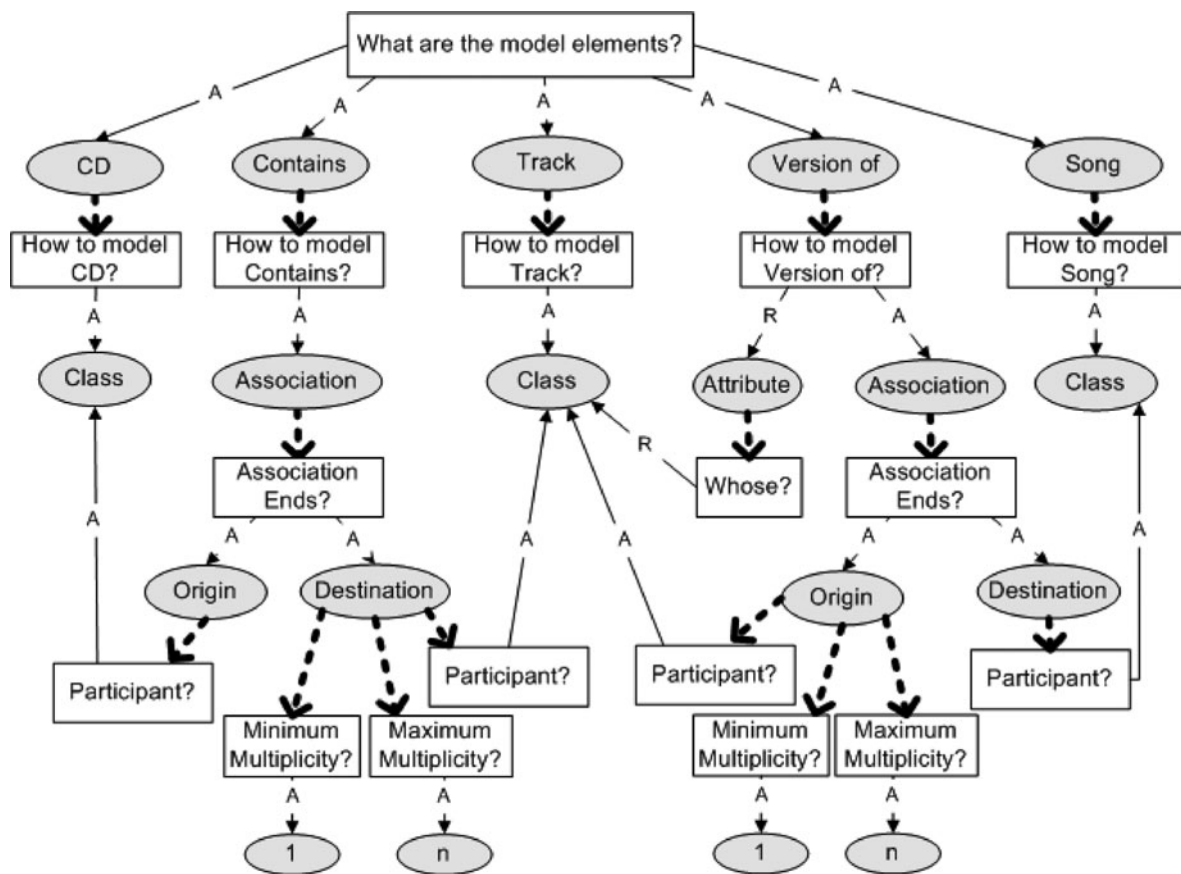 What are the model elements?
A
A
A
A
A
CD
Contains
Track
Version of
Song
How to model
CD?
How to model
Contains?
How to model
Track?
How to model
Version of?
How to model
Song?
A
A
A
R
A
A
Class
Association
Class
Attribute
Association
Class
R
Association
Ends?
Whose?
Association
Ends?
A
A
A
A
A
A
A
A
Origin
Destination
Origin
Destination
Participant?
Participant?
Participant?
Participant?
Minimum
Multiplicity?
Maximum
Multiplicity?
Minimum
Multiplicity?
Maximum
Multiplicity?
A
A
A
A
1
n
1
n